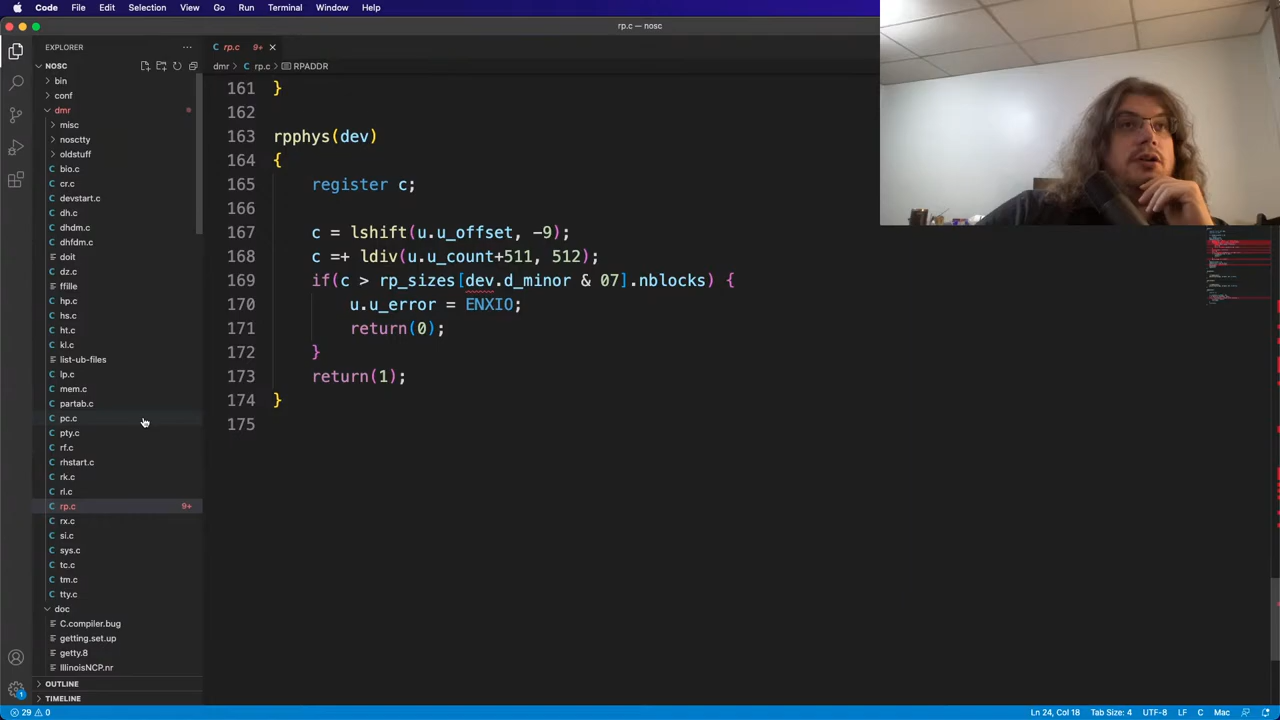 Code File Edit Selection View Go Run Terminal Window Help
rp.c — nosc
EXPLORER
NOSC
bin
conf
dmr
misc
nosctty
oldstuff
C bio.c
C cr.c
C devstart.c
C dh.c
C dhdm.c
C dhfdm.c
doit
C dz.c
ffille
C hp.c
C hs.c
C ht.c
C kl.c
list-ub-files
C lp.c
C mem.c
C partab.c
C pc.c
C pty.c
C rf.c
C rhstart.c
C rk.c
C rl.c
C rp.c 9+
C rx.c
C si.c
C sys.c
C tc.c
C tm.c
C tty.c
doc
C.compiler.bug
getting.set.up
getty.8
IllinoisNCP.nr
OUTLINE
TIMELINE
C rp.c 9+
dmr > C rp.c > RPADDR
161 }
162
163 rpphys(dev)
164 {
165 register c;
166
167 c = lshift(u.u_offset, -9);
168 c =+ ldiv(u.u_count+511, 512);
169 if(c > rp_sizes[dev.d_minor & 07].nblocks) {
170 u.u_error = ENXIO;
171 return(0);
172 }
173 return(1);
174 }
175
1
29 0
Ln 24, Col 18 Tab Size: 4 UTF-8 LF C Mac